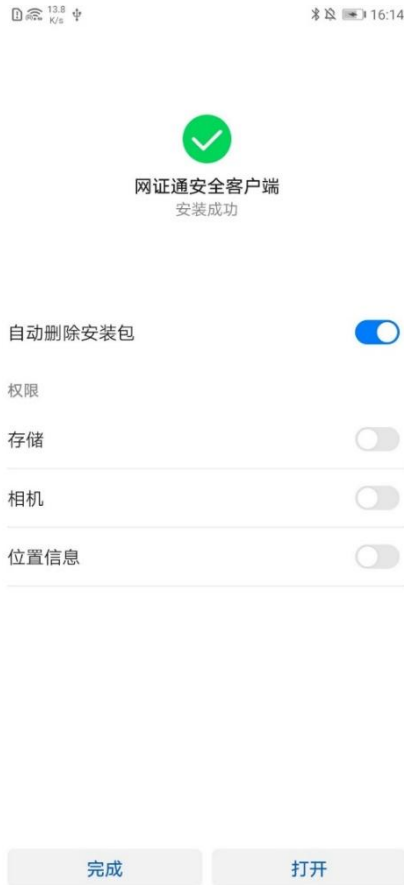 13.8 K/s 16:14
网证通安全客户端
安装成功
自动删除安装包
权限
存储
相机
位置信息
完成 打开